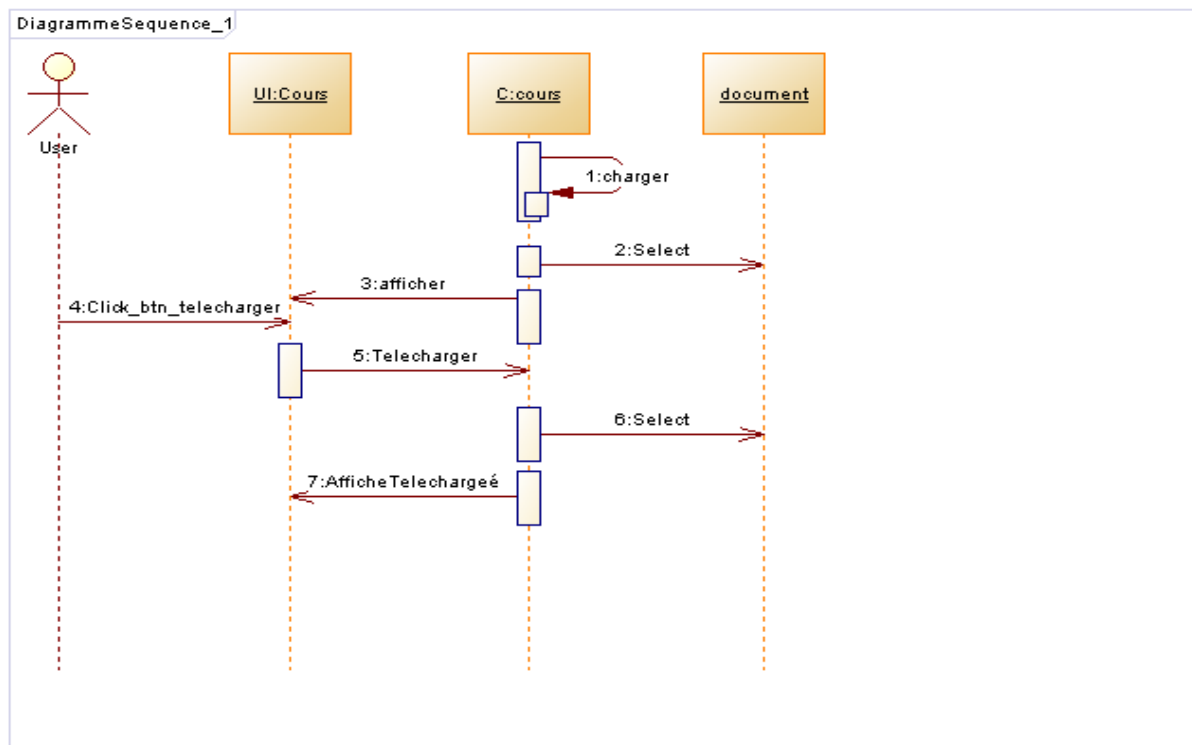 DiagrammeSequence_1
User
UI:Cours
C:cours
document
1:charger
2:Select
3:afficher
4:Click_btn_telecharger
5:Telecharger
6:Select
7:AfficheTelechargeé